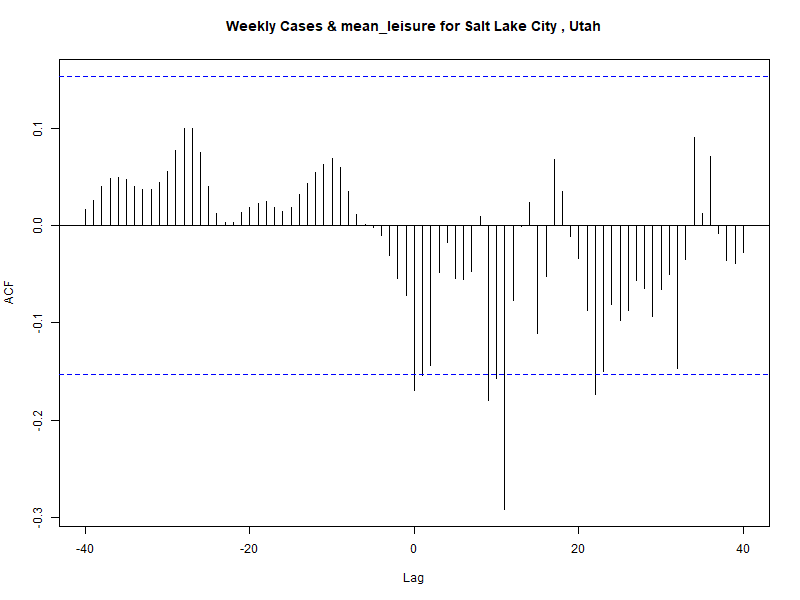 Weekly Cases & mean_leisure for Salt Lake City , Utah
ACF
0.1
0.0
-0.1
-0.2
-0.3
-40 -20 0 20 40
Lag